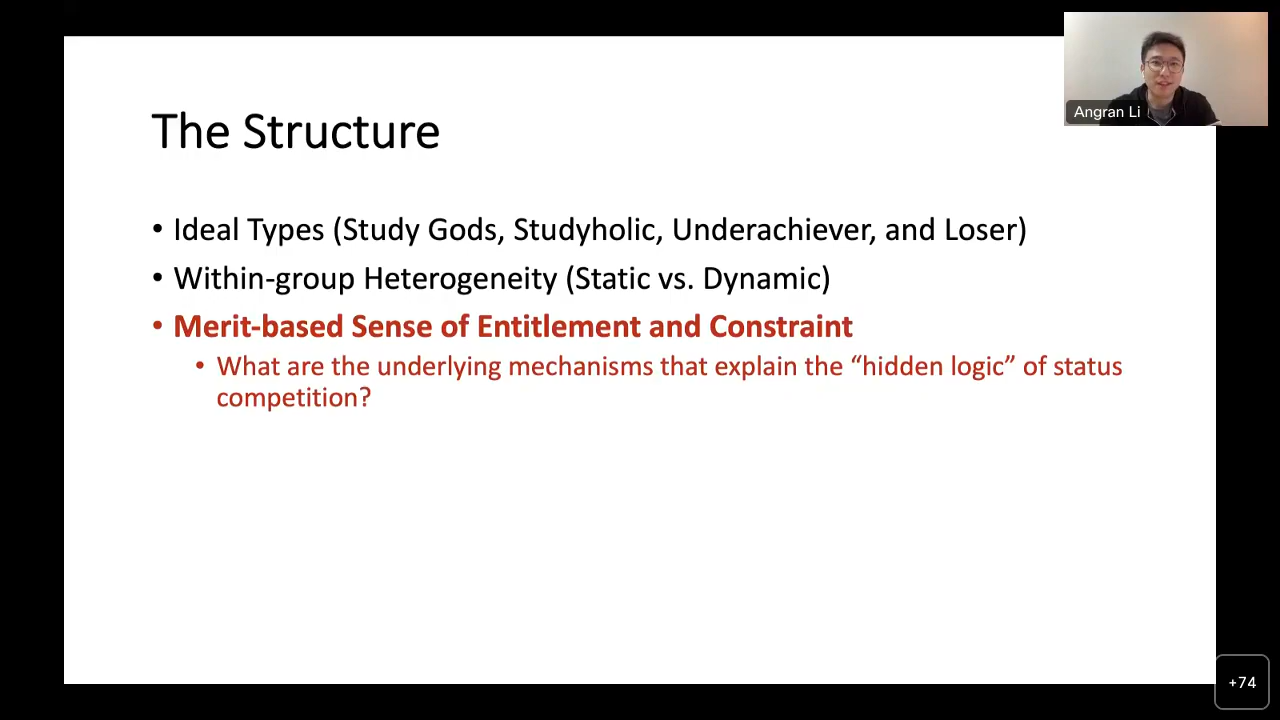 The Structure
Angran Li
• Ideal Types (Study Gods, Studyholic, Underachiever, and Loser)
• Within-group Heterogeneity (Static vs. Dynamic)
• Merit-based Sense of Entitlement and Constraint
• What are the underlying mechanisms that explain the “hidden logic” of status
competition?
+74